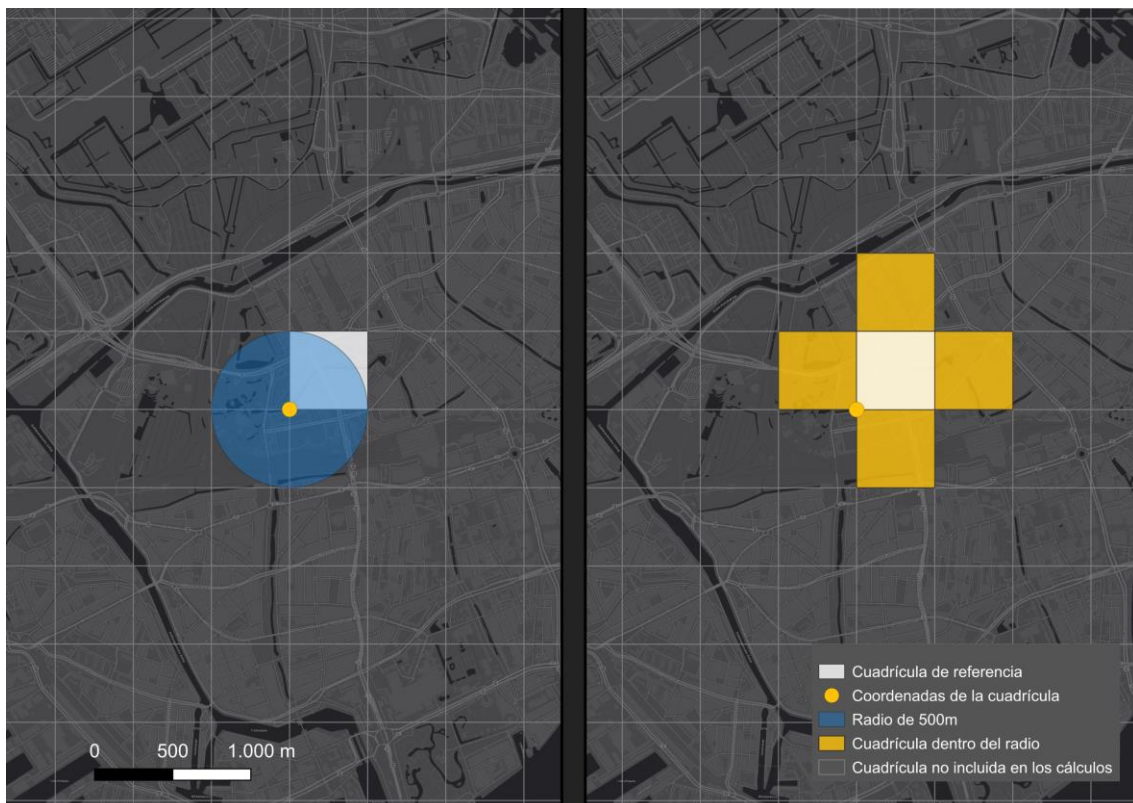 Cuadrícula de referencia
Coordenadas de la cuadrícula
Radio de 500m
Cuadrícula dentro del radio
Cuadrícula no incluida en los cálculos
0 500 1.000 m